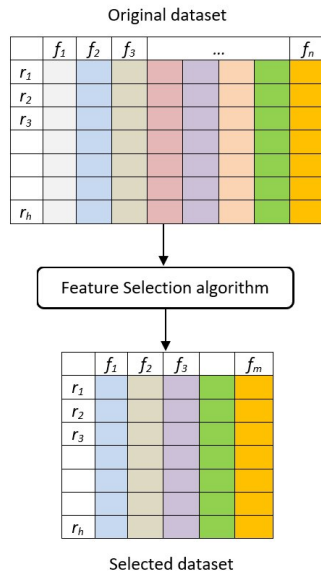 Original dataset
f1 f2 f3 ... fn
r1
r2
r3
rh
Feature Selection algorithm
f1 f2 f3 fm
r1
r2
r3
rh
Selected dataset